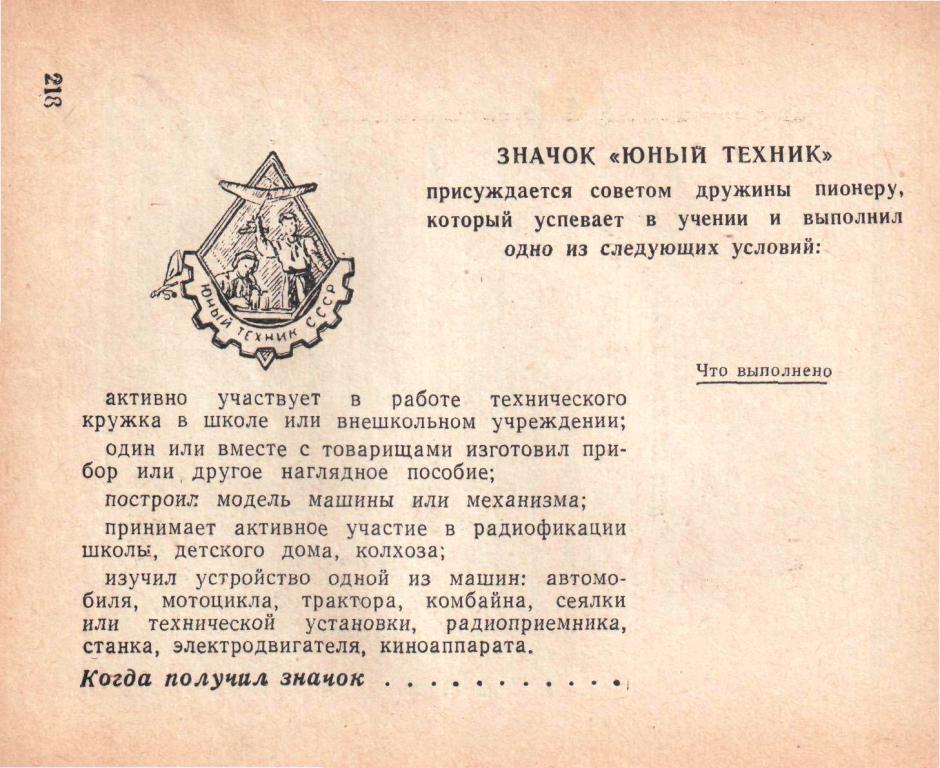 218
ЗНАЧОК «ЮНЫЙ ТЕХНИК»
присуждается советом дружины пионеру,
который успевает в учении и выполнил
одно из следующих условий:
ЮНЫЙ ТЕХНИК СССР
Что выполнено
активно участвует в работе технического
кружка в школе или внешкольном учреждении;
один или вместе с товарищами изготовил при-
бор или другое наглядное пособие;
построил модель машины или механизма;
принимает активное участие в радиофикации
школы, детского дома, колхоза;
изучил устройство одной из машин: автомо-
биля, мотоцикла, трактора, комбайна, сеялки
или технической установки, радиоприемника,
станка, электродвигателя, киноаппарата.
Когда получил значок . . . . . . . . . . .